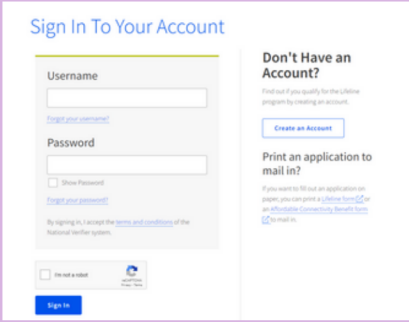 Sign In To Your Account
Username
Forgot your username?
Password
Show Password
Forgot your password?
By signing in, I accept the terms and conditions of the
National Verifier system.
I'm not a robot
reCAPTCHA
Privacy - Terms
Sign In
Don't Have an
Account?
Find out if you qualify for the Lifeline
program by creating an account.
Create an Account
Print an application to
mail in?
If you want to fill out an application on
paper, you can print a Lifeline form or
an Affordable Connectivity Benefit form
to mail in.